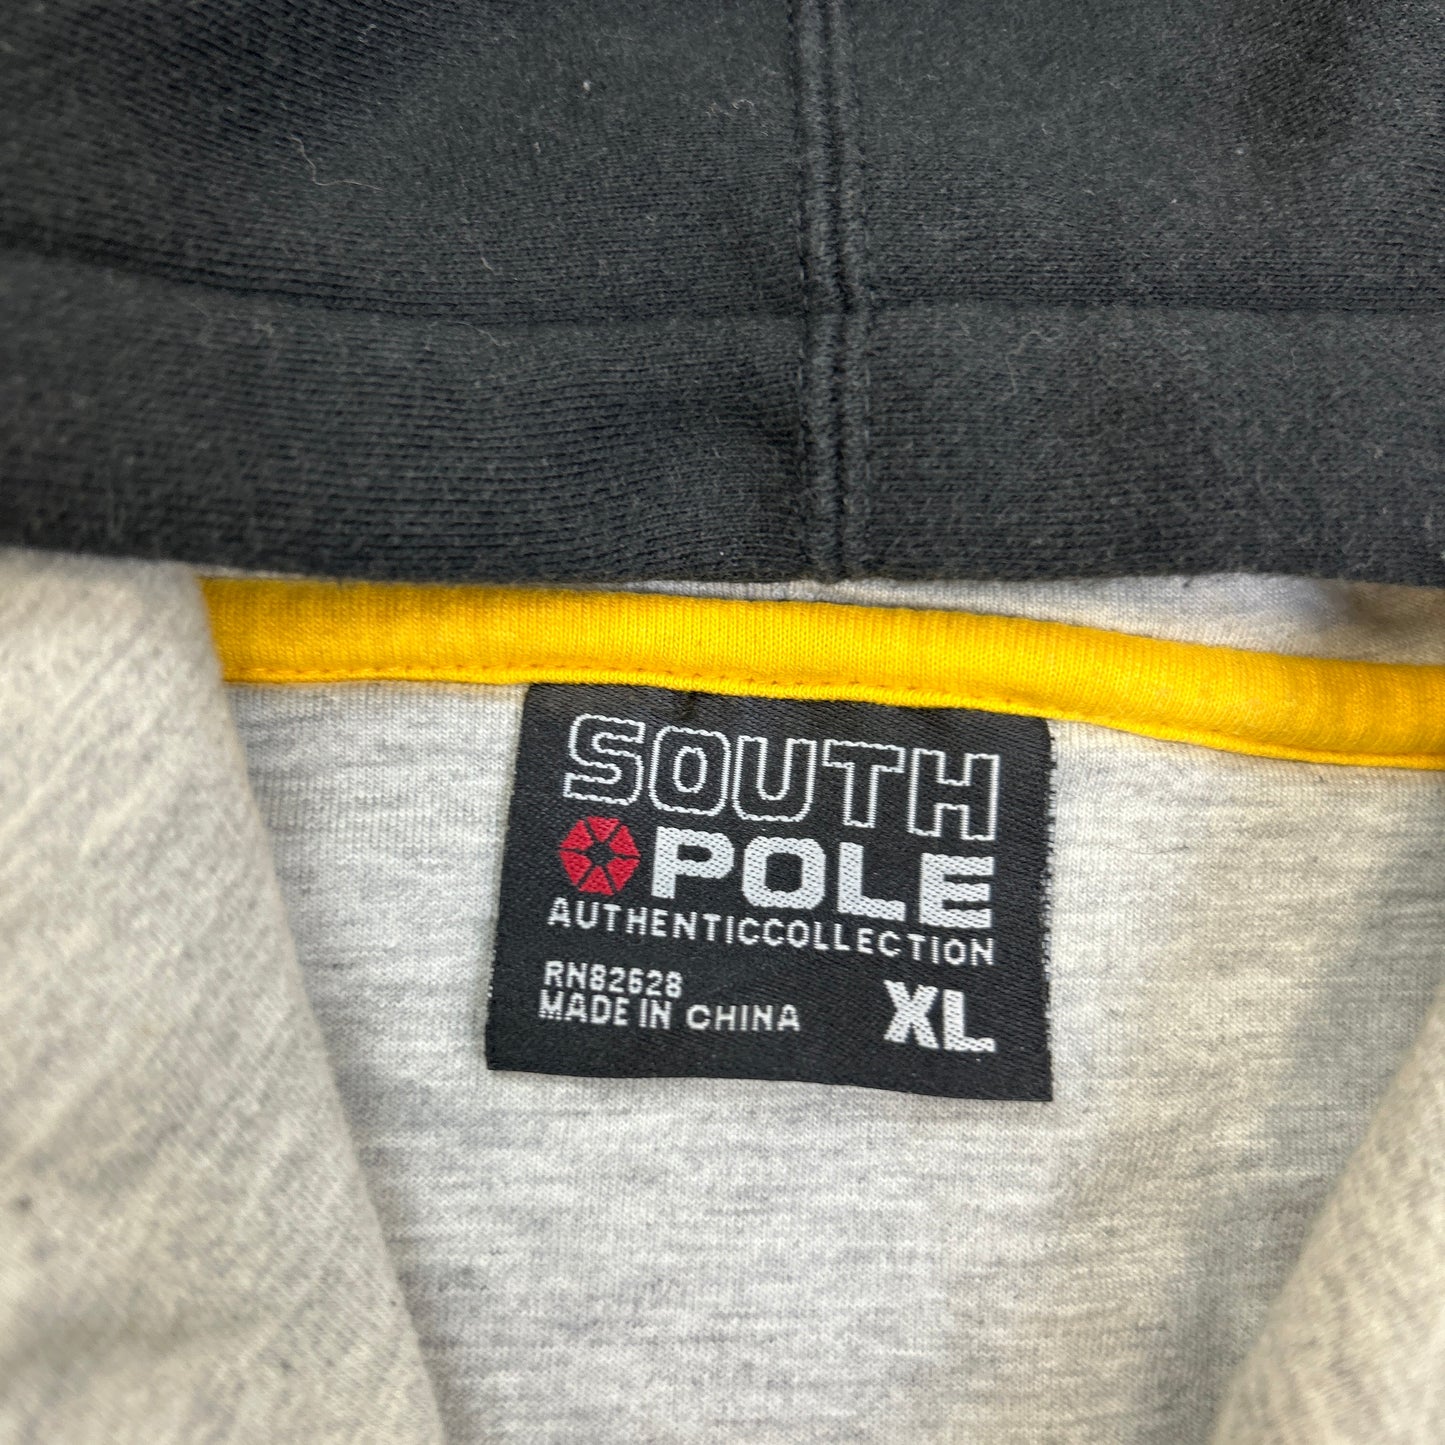 SOUTH
POLE
AUTHENTICCOLLECTION
RN82628
MADE IN CHINA
XL